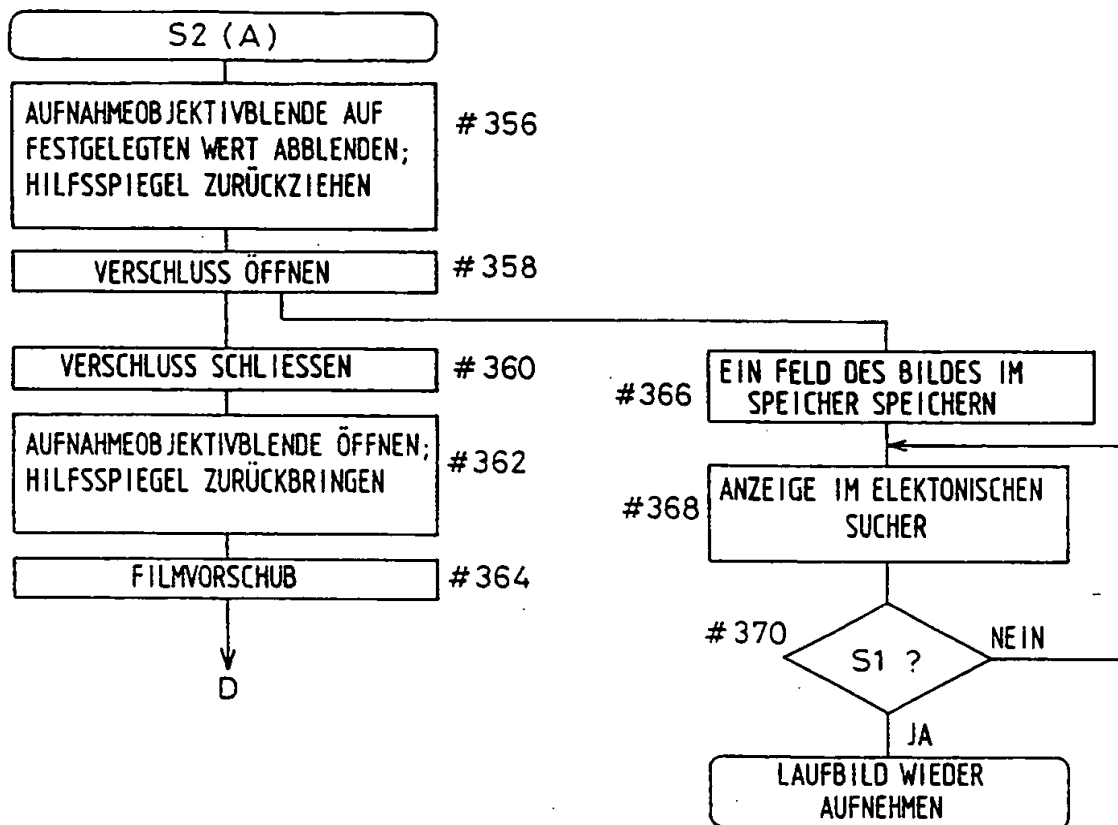 S2 (A)
AUFNAHMEOBJEKTIVBLENDE AUF
FESTGELEGTEN WERT ABBLENDEN;
HILFSSPIEGEL ZURÜCKZIEHEN
#356
VERSCHLUSS ÖFFNEN
#358
VERSCHLUSS SCHLIESSEN
#360
AUFNAHMEOBJEKTIVBLENDE ÖFFNEN;
HILFSSPIEGEL ZURÜCKBRINGEN
#362
FILMVORSCHUB
#364
D
#366
EIN FELD DES BILDES IM
SPEICHER SPEICHERN
#368
ANZEIGE IM ELEKTONISCHEN
SUCHER
#370
S1 ?
NEIN
JA
LAUFBILD WIEDER
AUFNEHMEN